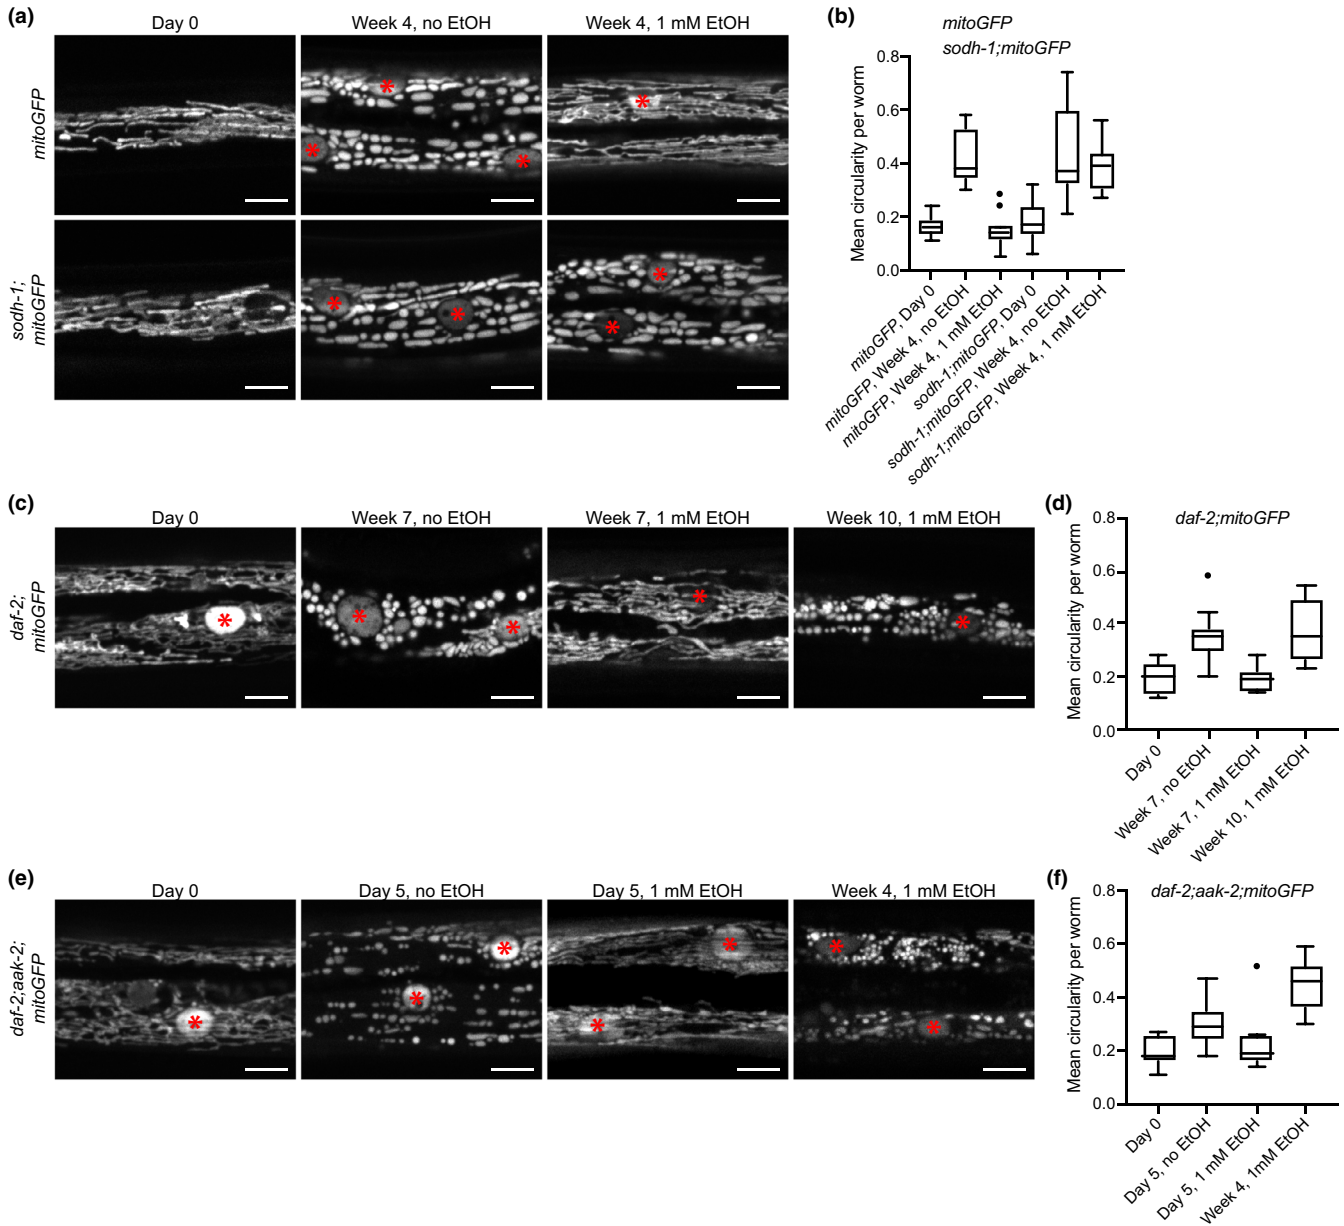 (a)
Day 0
Week 4, no EtOH
Week 4, 1 mM EtOH
mitoGFP
*
*
*
*
sodh-1;
mitoGFP
*
*
*
*
(b)
mitoGFP
sodh-1;mitoGFP
Mean circularity per worm
0.8
0.6
0.4
0.2
0.0
mitoGFP, Day 0
mitoGFP, Week 4, no EtOH
mitoGFP, Week 4, 1 mM EtOH
sodh-1;mitoGFP, Day 0
sodh-1;mitoGFP, Week 4, no EtOH
sodh-1;mitoGFP, Week 4, 1 mM EtOH
(c)
Day 0
Week 7, no EtOH
Week 7, 1 mM EtOH
Week 10, 1 mM EtOH
daf-2;
mitoGFP
*
*
*
*
*
(d)
daf-2;mitoGFP
Mean circularity per worm
0.8
0.6
0.4
0.2
0.0
Day 0
Week 7, no EtOH
Week 7, 1 mM EtOH
Week 10, 1 mM EtOH
(e)
Day 0
Day 5, no EtOH
Day 5, 1 mM EtOH
Week 4, 1 mM EtOH
daf-2;aak-2;
mitoGFP
*
*
*
*
*
*
*
(f)
daf-2;aak-2;mitoGFP
Mean circularity per worm
0.8
0.6
0.4
0.2
0.0
Day 0
Day 5, no EtOH
Day 5, 1 mM EtOH
Week 4, 1mM EtOH